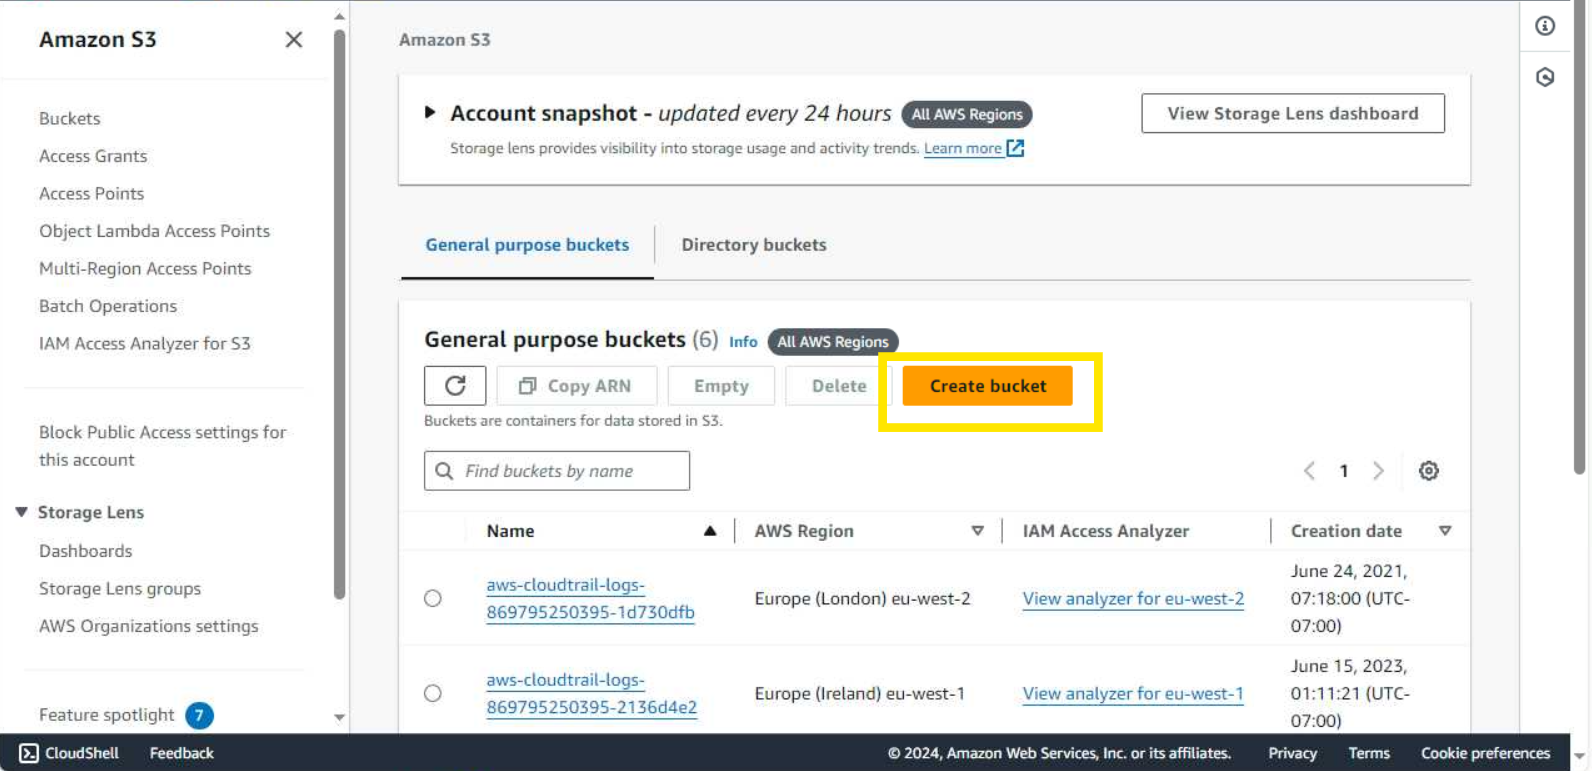 Amazon S3
Buckets
Access Grants
Access Points
Object Lambda Access Points
Multi-Region Access Points
Batch Operations
IAM Access Analyzer for S3
Block Public Access settings for
this account
Storage Lens
Dashboards
Storage Lens groups
AWS Organizations settings
Feature spotlight 7
Amazon S3
Account snapshot - updated every 24 hours All AWS Regions
View Storage Lens dashboard
Storage lens provides visibility into storage usage and activity trends. Learn more
General purpose buckets Directory buckets
General purpose buckets (6) Info All AWS Regions
Copy ARN Empty Delete Create bucket
Buckets are containers for data stored in S3.
Find buckets by name
1
Name AWS Region IAM Access Analyzer Creation date
aws-cloudtrail-logs-
869795250395-1d730dfb
Europe (London) eu-west-2
View analyzer for eu-west-2
June 24, 2021,
07:18:00 (UTC-
07:00)
aws-cloudtrail-logs-
869795250395-2136d4e2
Europe (Ireland) eu-west-1
View analyzer for eu-west-1
June 15, 2023,
01:11:21 (UTC-
07:00)
CloudShell Feedback © 2024, Amazon Web Services, Inc. or its affiliates. Privacy Terms Cookie preferences